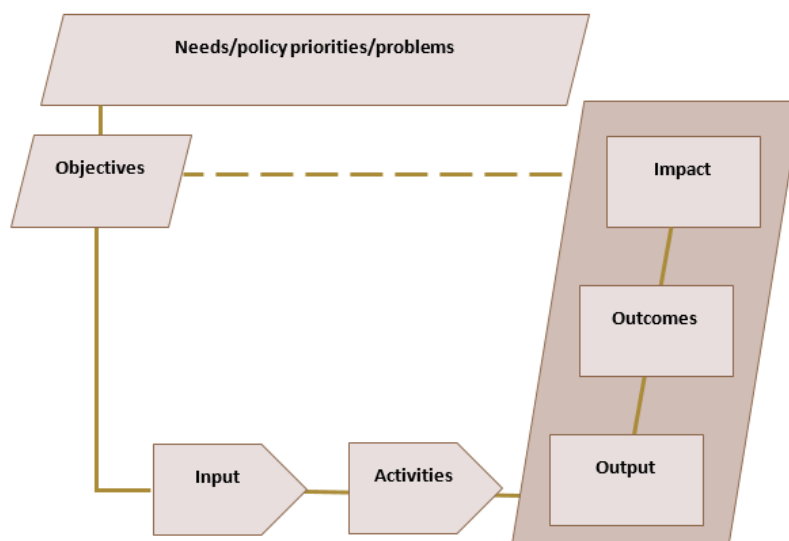 Needs/policy priorities/problems
Objectives
Impact
Outcomes
Input
Activities
Output